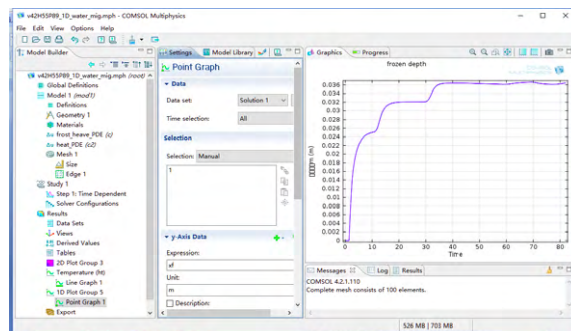 v42H5SP89_1D_water_mig.mph - COMSOL Multiphysics
File Edit View Options Help
Model Builder
v42H5SP89_1D_water_mig.mph (root)
Global Definitions
Model 1 (mod1)
Definitions
Geometry 1
Materials
frost_heave_PDE (c)
heat_PDE (c2)
Mesh 1
Size
Edge 1
Study 1
Step 1: Time Dependent
Solver Configurations
Results
Data Sets
Views
Derived Values
Tables
2D Plot Group 3
Temperature (ht)
Line Graph 1
1D Plot Group 5
Point Graph 1
Export
Settings Model Library
Point Graph
Data
Data set: Solution 1
Time selection: All
Selection
Selection: Manual
1
y-Axis Data
Expression:
xf
Unit:
m
Description:
Graphics Progress
frozen depth
0.036
0.034
0.032
0.03
0.028
0.026
0.024
0.022
0.02
0.018
0.016
0.014
0.012
0.01
0.008
0.006
0.004
0.002
0
m (m)
0 10 20 30 40 50 60 70 80
Time
Messages Log Results
COMSOL 4.2.1.110
Complete mesh consists of 100 elements.
526 MB | 703 MB